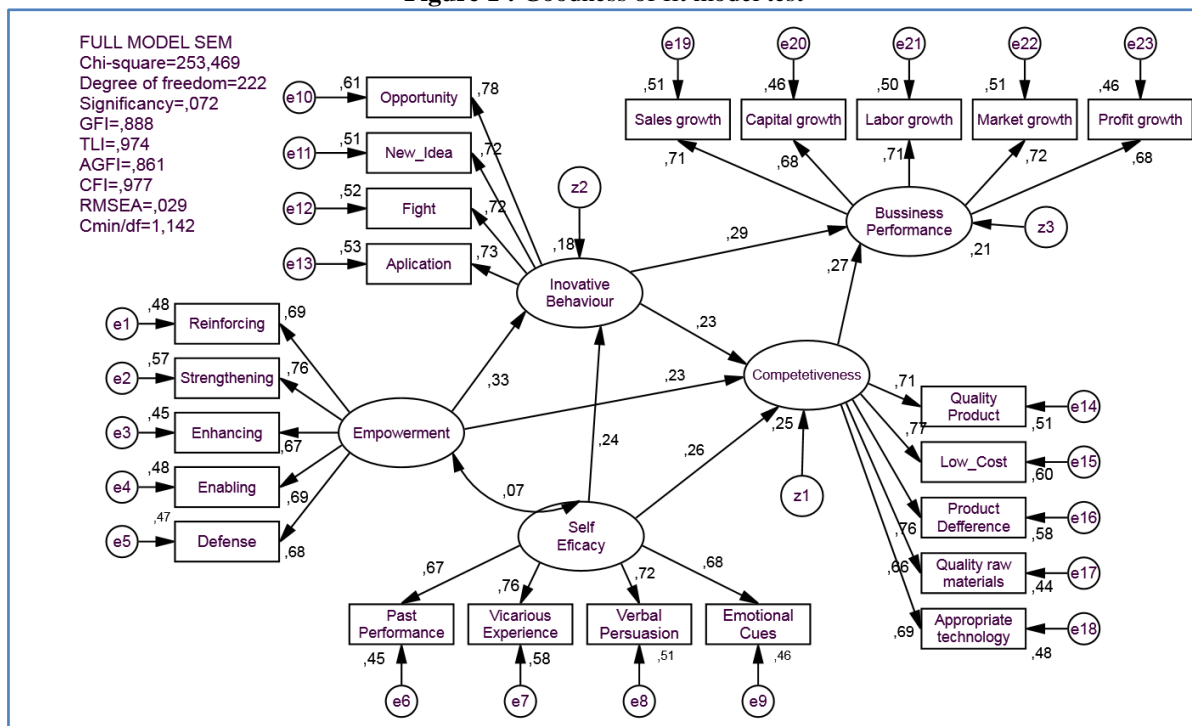 FULL MODEL SEM
Chi-square=253,469
Degree of freedom=222
Significancy=,072
GFI=,888
TLI=,974
AGFI=,861
CFI=,977
RMSEA=,029
Cmin/df=1,142
e10
,61
Opportunity
,78
e11
,51
New_Idea
,72
e12
,52
Fight
,72
e13
,53
Aplication
,73
z2
,18
Inovative
Behaviour
e19
e20
e21
e22
e23
,51
,46
,50
,51
,46
Sales growth
Capital growth
Labor growth
Market growth
Profit growth
,71
,68
,71
,72
,68
Bussiness
Performance
z3
,21
,29
,27
,23
e1
,48
Reinforcing
,69
e2
,57
Strengthening
,76
e3
,45
Enhancing
,67
e4
,48
Enabling
,69
e5
,47
Defense
,68
Empowerment
,33
,23
,24
,26
,07
Competetiveness
,25
z1
,71
Quality
Product
,51
e14
,77
Low_Cost
,60
e15
,76
Product
Defference
,58
e16
,66
Quality raw
materials
,44
e17
,69
Appropriate
technology
,48
e18
Self
Eficacy
,67
,76
,72
,68
Past
Performance
Vicarious
Experience
Verbal
Persuasion
Emotional
Cues
,45
,58
,51
,46
e6
e7
e8
e9